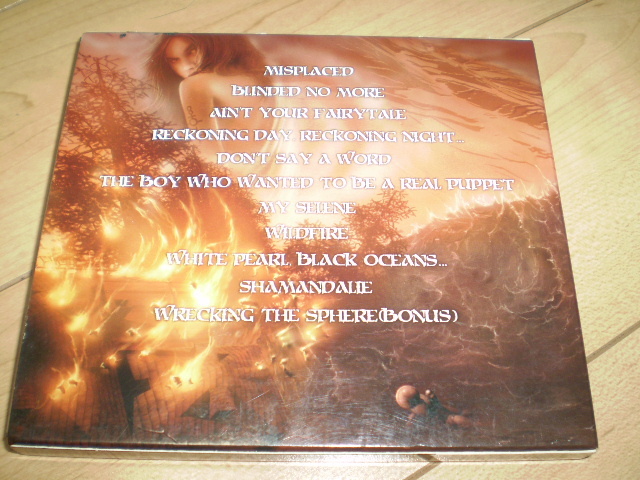 MISPLACED
BLINDED NO MORE
AIN'T YOUR FAIRYTALE
RECKONING DAY, RECKONING NIGHT...
DON'T SAY A WORD
THE BOY WHO WANTED TO BE A REAL PUPPET
MY SELENE
WILDFIRE
WHITE PEARL, BLACK OCEANS...
SHAMANDALIE
WRECKING THE SPHERE(BONUS)